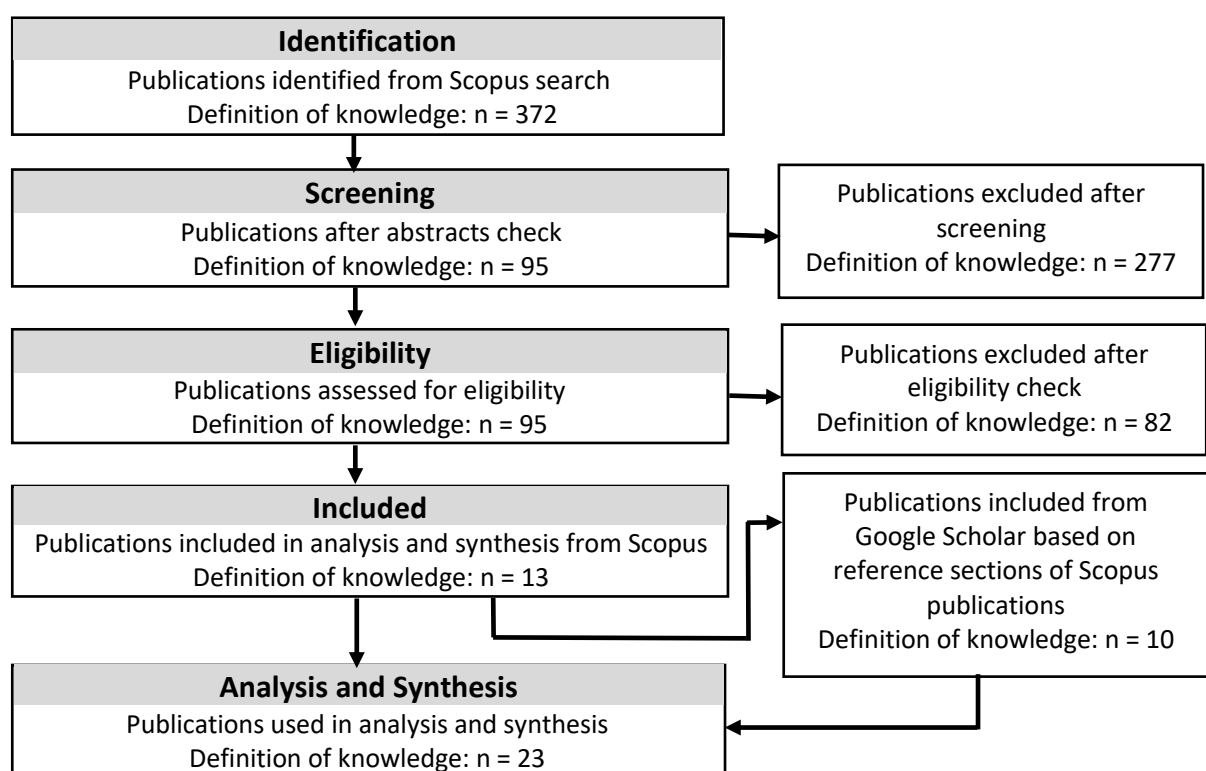 Identification
Publications identified from Scopus search
Definition of knowledge: n = 372
Screening
Publications after abstracts check
Definition of knowledge: n = 95
Publications excluded after
screening
Definition of knowledge: n = 277
Eligibility
Publications assessed for eligibility
Definition of knowledge: n = 95
Publications excluded after
eligibility check
Definition of knowledge: n = 82
Included
Publications included in analysis and synthesis from Scopus
Definition of knowledge: n = 13
Publications included from
Google Scholar based on
reference sections of Scopus
publications
Definition of knowledge: n = 10
Analysis and Synthesis
Publications used in analysis and synthesis
Definition of knowledge: n = 23